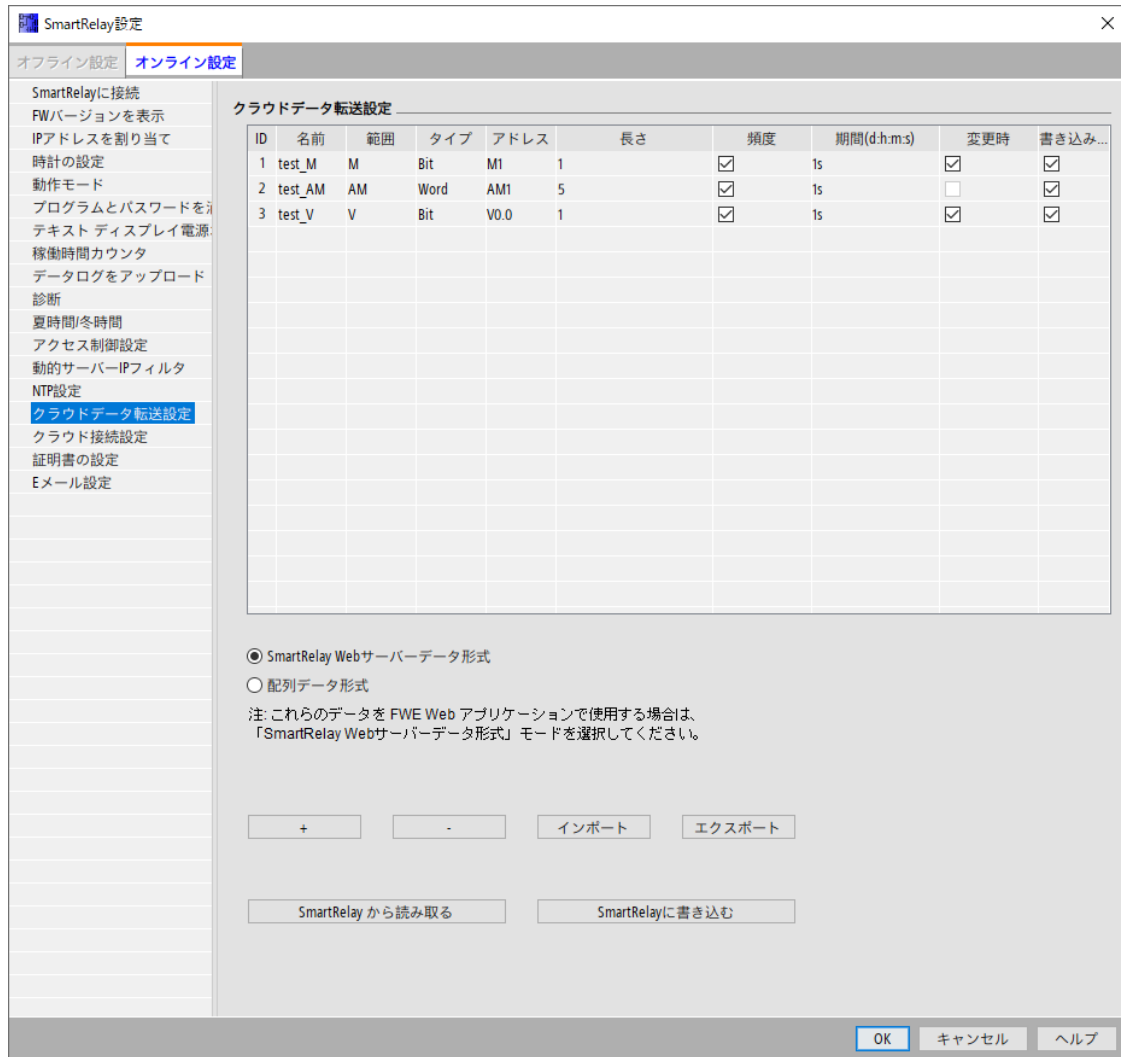 SmartRelay設定
オフライン設定 オンライン設定
SmartRelayに接続
FWバージョンを表示
IPアドレスを割り当て
時計の設定
動作モード
プログラムとパスワードを
テキスト ディスプレイ電源
稼働時間カウンタ
データログをアップロード
診断
夏時間/冬時間
アクセス制御設定
動的サーバーIPフィルタ
NTP設定
クラウドデータ転送設定
クラウド接続設定
証明書の設定
Eメール設定
クラウドデータ転送設定
ID 名前 範囲 タイプ アドレス 長さ 頻度 期間(d:h:m:s) 変更時 書き込み...
1 test_M M Bit M1 1 1s
2 test_AM AM Word AM1 5 1s
3 test_V V Bit V0.0 1 1s
SmartRelay Webサーバーデータ形式
配列データ形式
注: これらのデータを FWE Web アプリケーションで使用する場合は、
「SmartRelay Webサーバーデータ形式」モードを選択してください。
+ - インポート エクスポート
SmartRelay から読み取る SmartRelayに書き込む
OK キャンセル ヘルプ